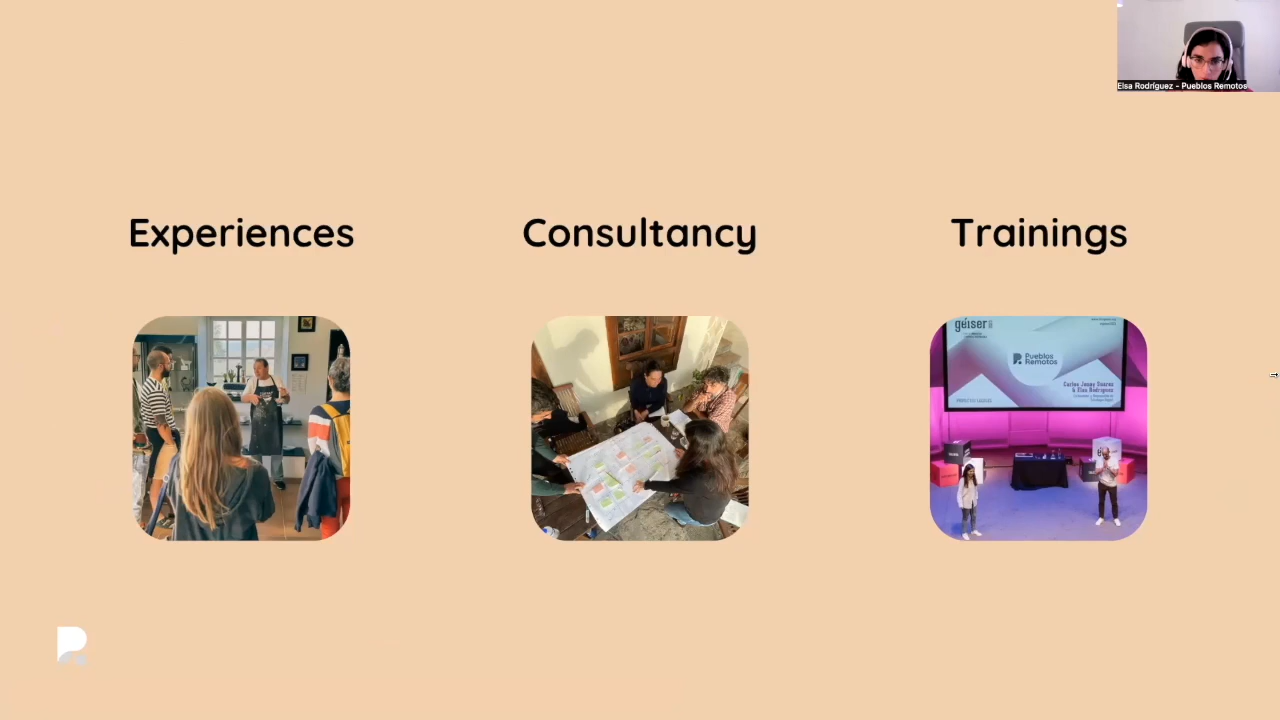 Elsa Rodríguez - Pueblos Remotos
Experiences
Consultancy
Trainings
géiser
Pueblos
Remotos